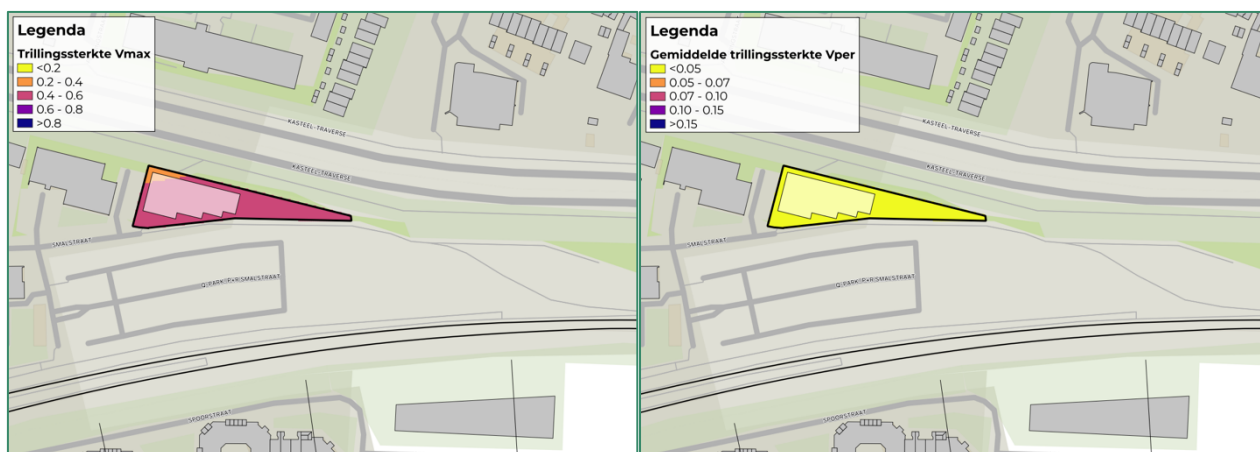 Legenda
Trillingssterkte Vmax
<0.2
0.2 - 0.4
0.4 - 0.6
0.6 - 0.8
>0.8
KASTEEL-TRAVERSE
KASTEEL-TRAVERSE
SMALSTRAAT
Q-PARK P+R SMALSTRAAT
SPOORSTRAAT
Legenda
Gemiddelde trillingssterkte Vper
<0.05
0.05 - 0.07
0.07 - 0.10
0.10 - 0.15
>0.15
KASTEEL-TRAVERSE
KASTEEL-TRAVERSE
SMALSTRAAT
Q-PARK P+R SMALSTRAAT
SPOORSTRAAT